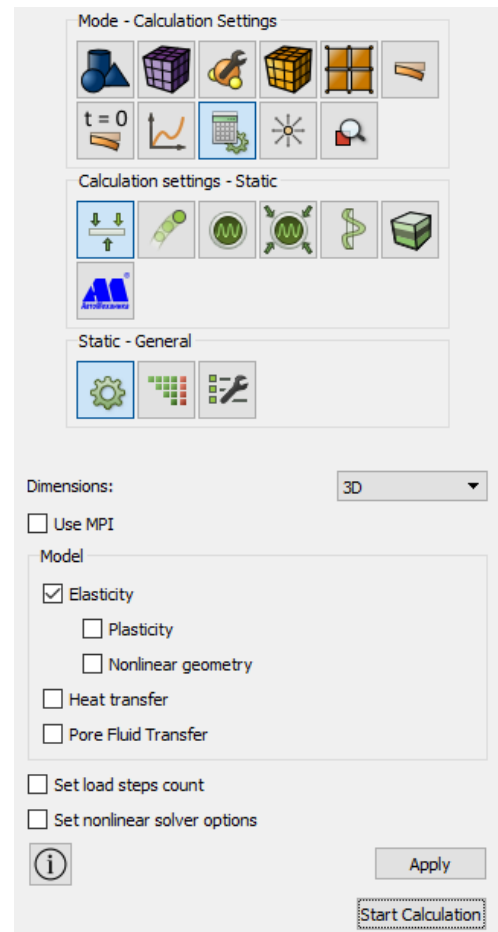 Mode - Calculation Settings
t = 0
Calculation settings - Static
АвтоМеханика
Static - General
Dimensions:
3D
Use MPI
Model
Elasticity
Plasticity
Nonlinear geometry
Heat transfer
Pore Fluid Transfer
Set load steps count
Set nonlinear solver options
Apply
Start Calculation